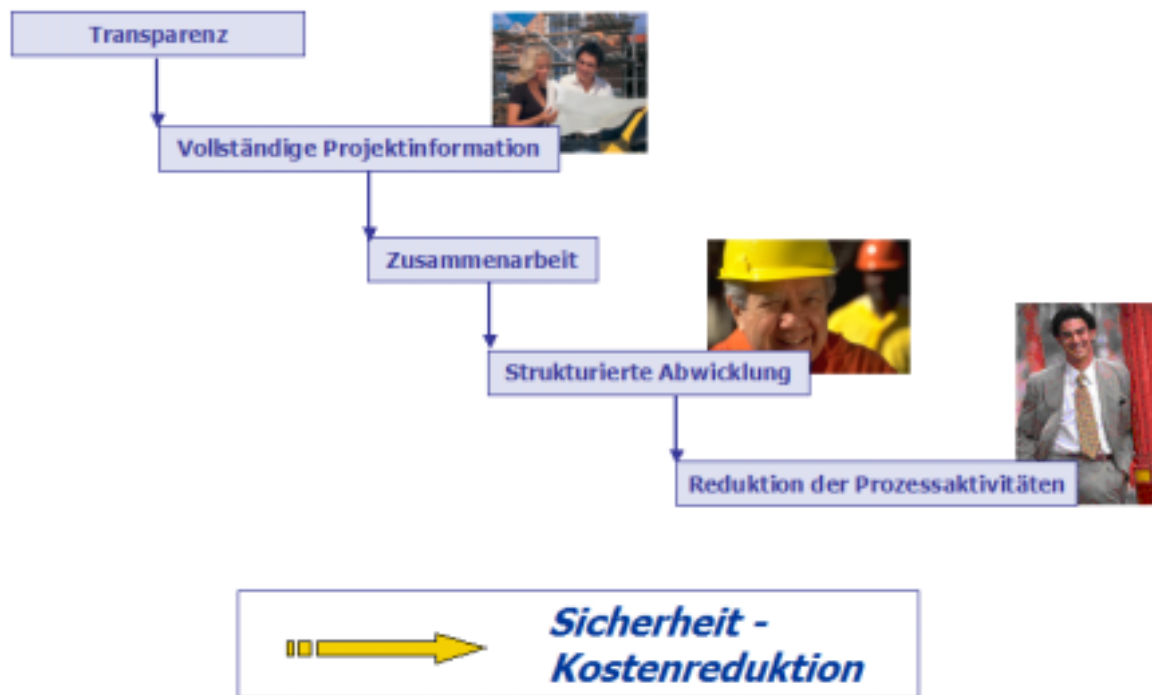 Transparenz
Vollständige Projektinformation
Zusammenarbeit
Strukturierte Abwicklung
Reduktion der Prozessaktivitäten
Sicherheit -
Kostenreduktion